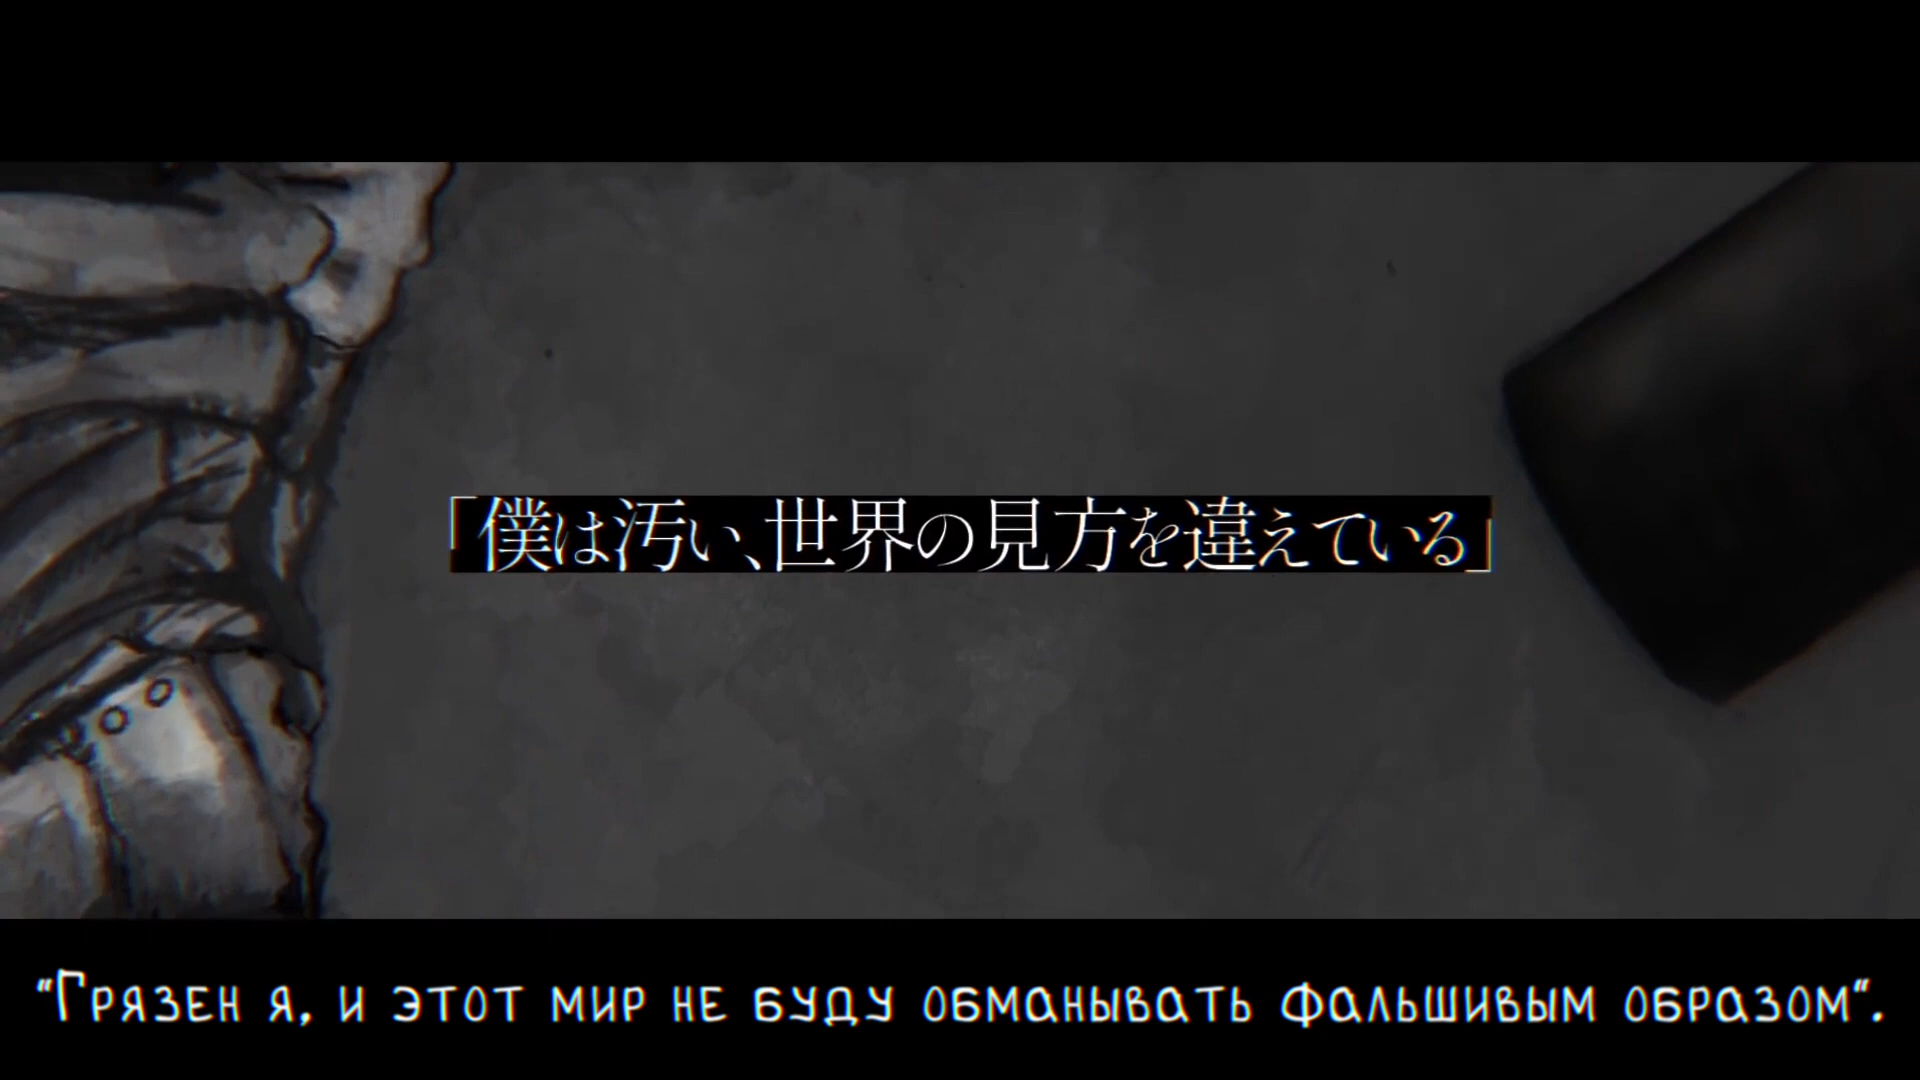 「僕は汚い、世界の見方を違えている」
"Грязен я, и этот мир не буду обманывать фальшивым образом".